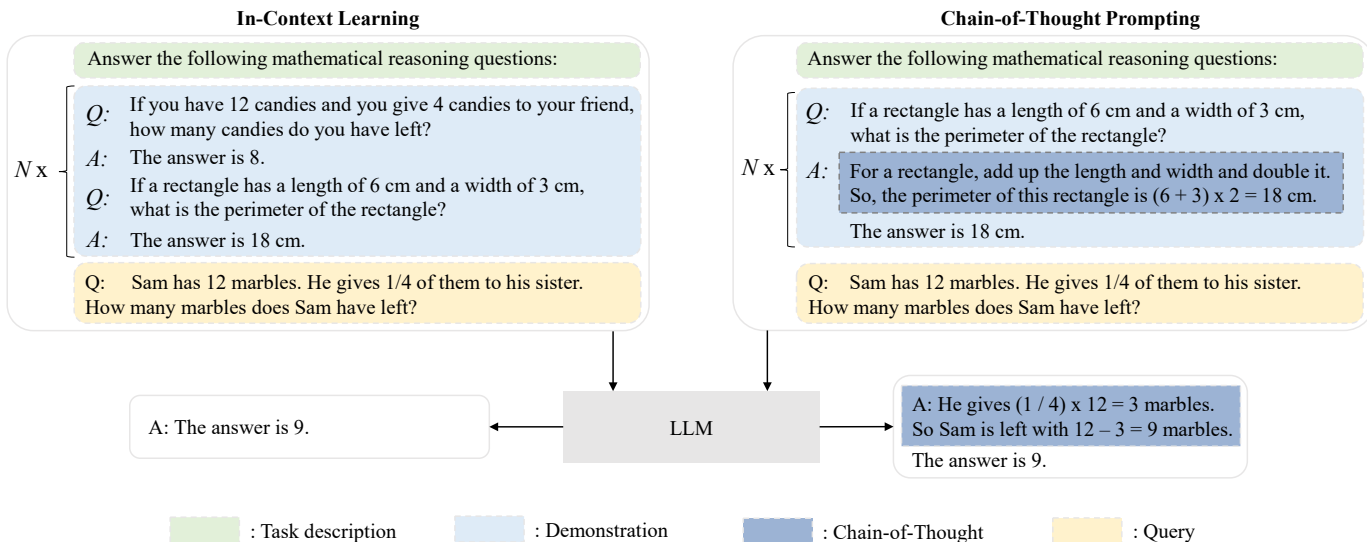 In-Context Learning
Answer the following mathematical reasoning questions:
N x
Q: If you have 12 candies and you give 4 candies to your friend,
how many candies do you have left?
A: The answer is 8.
Q: If a rectangle has a length of 6 cm and a width of 3 cm,
what is the perimeter of the rectangle?
A: The answer is 18 cm.
Q: Sam has 12 marbles. He gives 1/4 of them to his sister.
How many marbles does Sam have left?
Chain-of-Thought Prompting
Answer the following mathematical reasoning questions:
N x
Q: If a rectangle has a length of 6 cm and a width of 3 cm,
what is the perimeter of the rectangle?
A: For a rectangle, add up the length and width and double it.
So, the perimeter of this rectangle is (6 + 3) x 2 = 18 cm.
The answer is 18 cm.
Q: Sam has 12 marbles. He gives 1/4 of them to his sister.
How many marbles does Sam have left?
A: The answer is 9.
LLM
A: He gives (1 / 4) x 12 = 3 marbles.
So Sam is left with 12 – 3 = 9 marbles.
The answer is 9.
: Task description
: Demonstration
: Chain-of-Thought
: Query